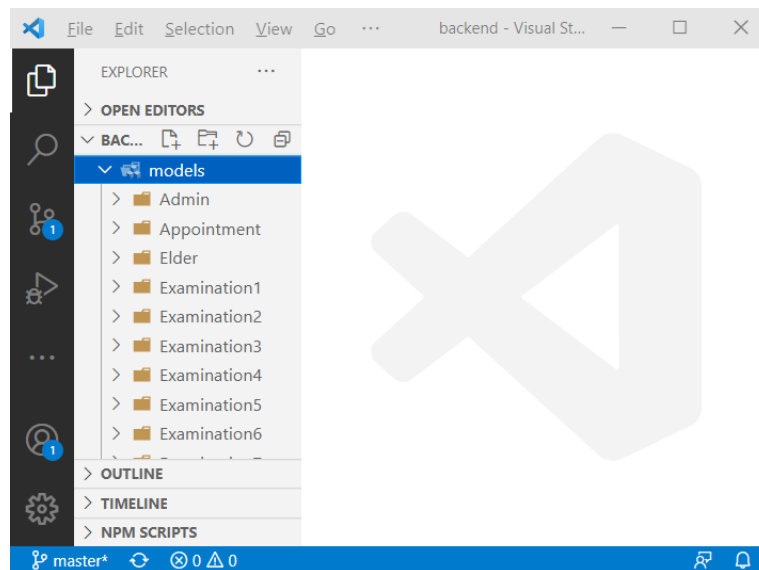 File Edit Selection View Go ... backend - Visual St...
EXPLORER
OPEN EDITORS
BAC...
models
Admin
Appointment
Elder
Examination1
Examination2
Examination3
Examination4
Examination5
Examination6
OUTLINE
TIMELINE
NPM SCRIPTS
1
1
master* 0 0